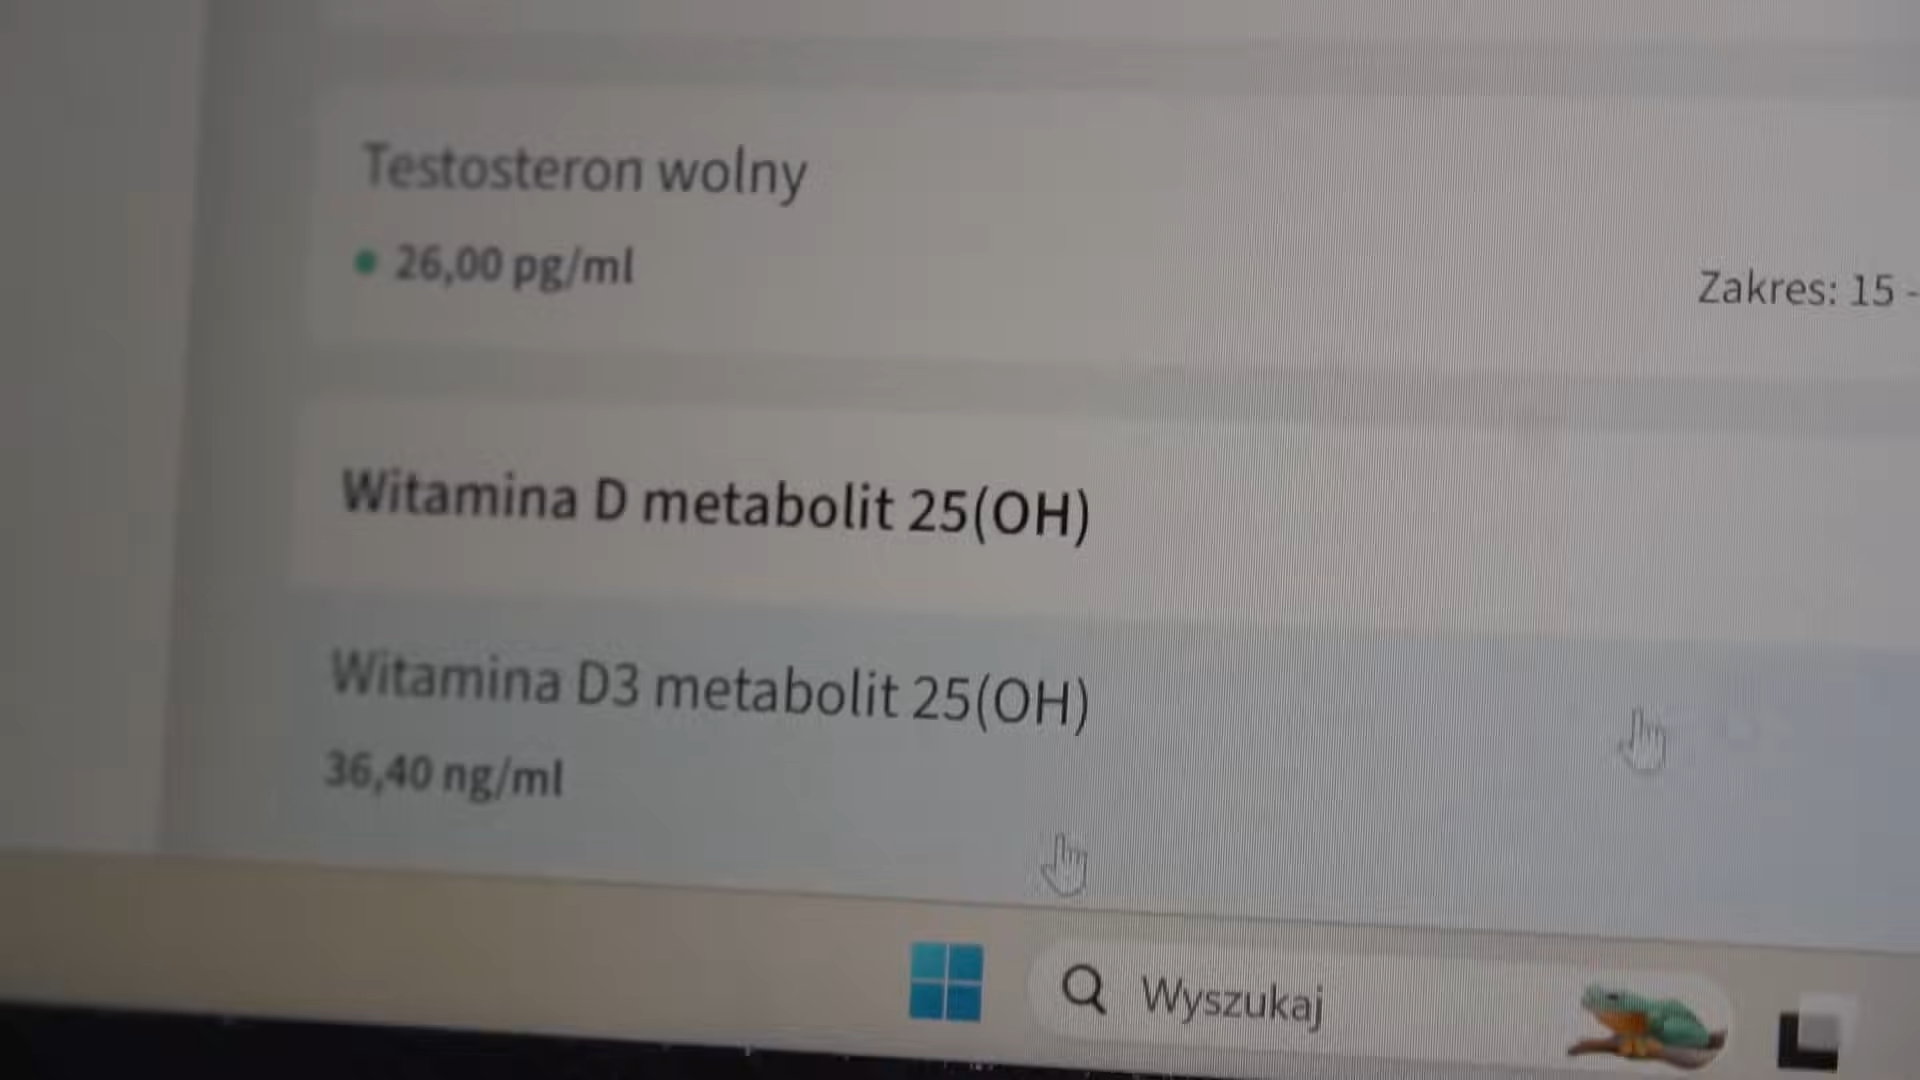 Testosteron wolny
26,00 pg/ml
Zakres: 15 -
Witamina D metabolit 25(OH)
Witamina D3 metabolit 25(OH)
36,40 ng/ml
Wyszukaj